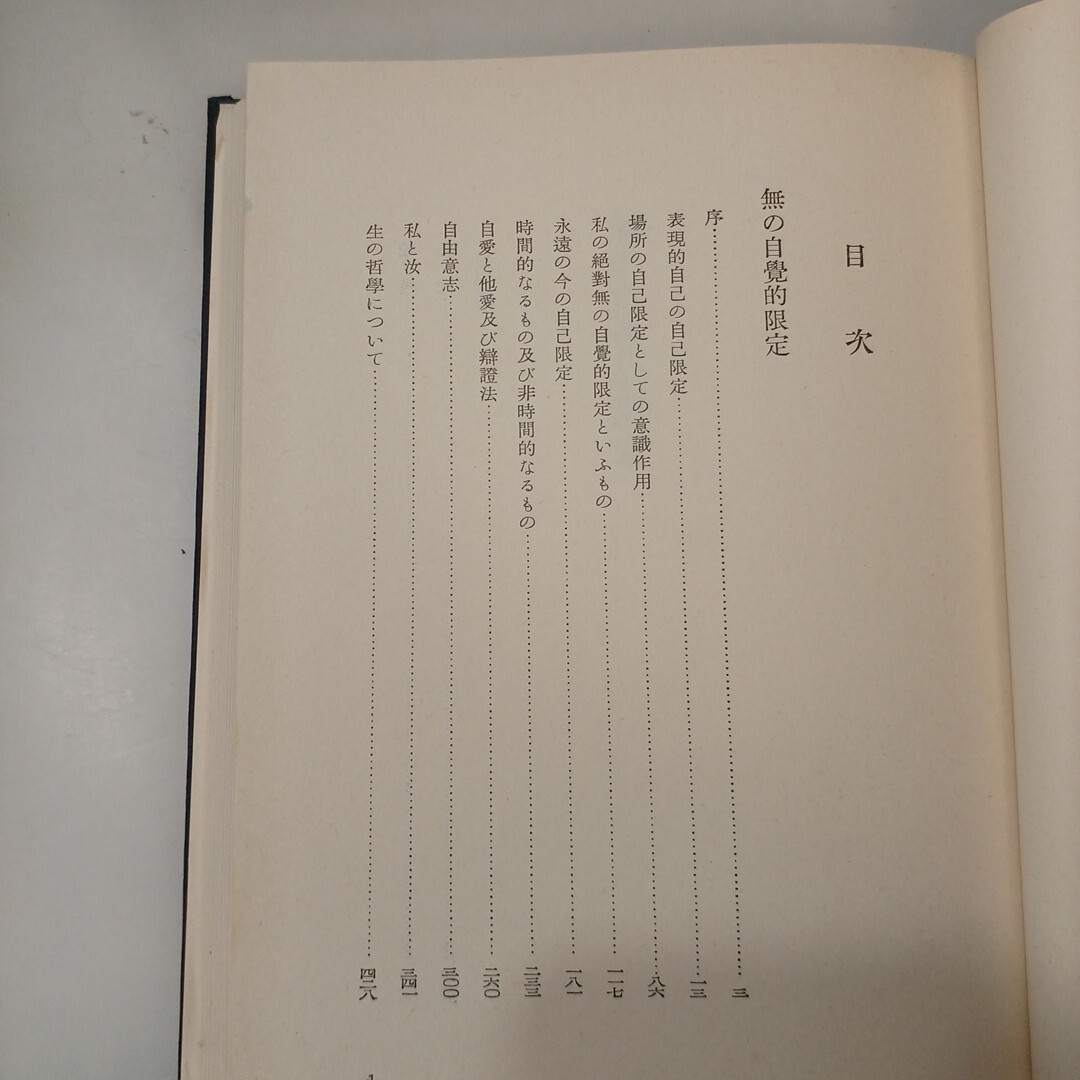 目次
無の自覺的限定
序……三
表現的自己の自己限定……一三
場所の自己限定としての意識作用……八六
私の絕對無の自覺的限定といふもの……一一七
永遠の今の自己限定……一八一
時間的なるもの及び非時間的なるもの……二三三
自愛と他愛及び辯證法……二六〇
自由意志……三〇〇
私と汝……三四一
生の哲學について……四二八
1